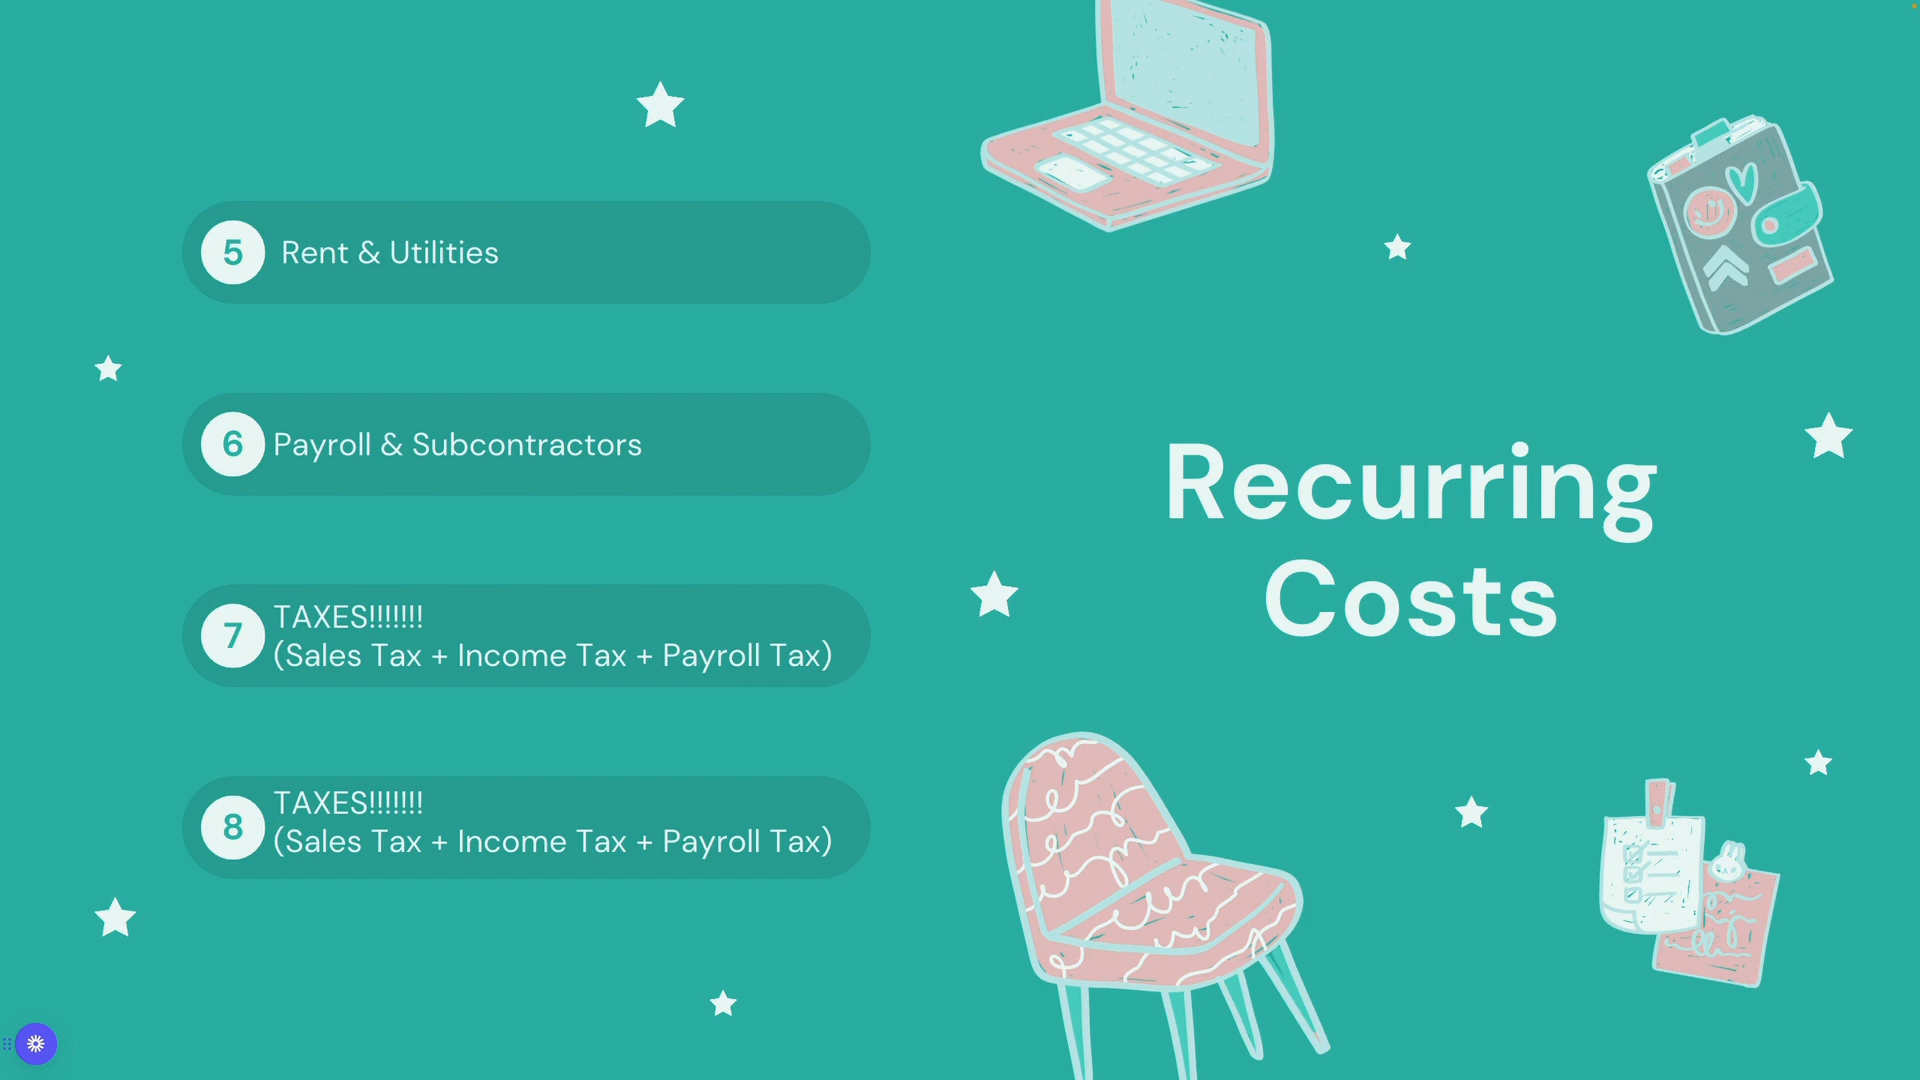 5 Rent & Utilities
6 Payroll & Subcontractors
7 TAXES!!!!!!!
(Sales Tax + Income Tax + Payroll Tax)
8 TAXES!!!!!!!
(Sales Tax + Income Tax + Payroll Tax)
Recurring
Costs